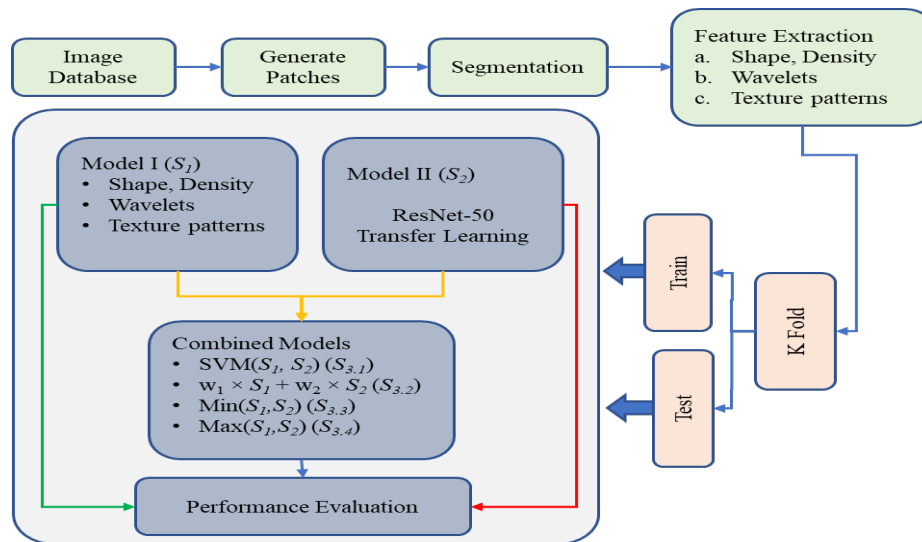 Image
Database
Generate
Patches
Segmentation
Feature Extraction
a. Shape, Density
b. Wavelets
c. Texture patterns
Model I (S₁)
• Shape, Density
• Wavelets
• Texture patterns
Model II (S₂)
ResNet-50
Transfer Learning
Train
K Fold
Test
Combined Models
• SVM(S₁, S₂) (S₃.₁)
• w₁ × S₁ + w₂ × S₂ (S₃.₂)
• Min(S₁,S₂) (S₃.₃)
• Max(S₁,S₂) (S₃.₄)
Performance Evaluation